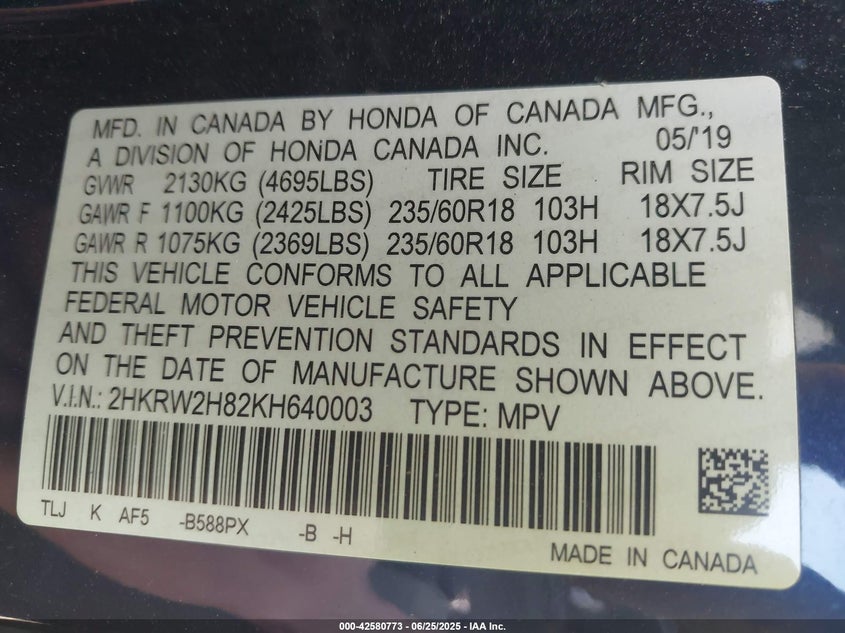 MFD. IN CANADA BY HONDA OF CANADA MFG.,
A DIVISION OF HONDA CANADA INC. 05/'19
GVWR 2130KG (4695LBS) TIRE SIZE RIM SIZE
GAWR F 1100KG (2425LBS) 235/60R18 103H 18X7.5J
GAWR R 1075KG (2369LBS) 235/60R18 103H 18X7.5J
THIS VEHICLE CONFORMS TO ALL APPLICABLE
FEDERAL MOTOR VEHICLE SAFETY
AND THEFT PREVENTION STANDARDS IN EFFECT
ON THE DATE OF MANUFACTURE SHOWN ABOVE.
V.I.N.: 2HKRW2H82KH640003 TYPE: MPV
TLJ K AF5 -B588PX -B -H
MADE IN CANADA
000-42580773 - 06/25/2025 - IAA Inc.